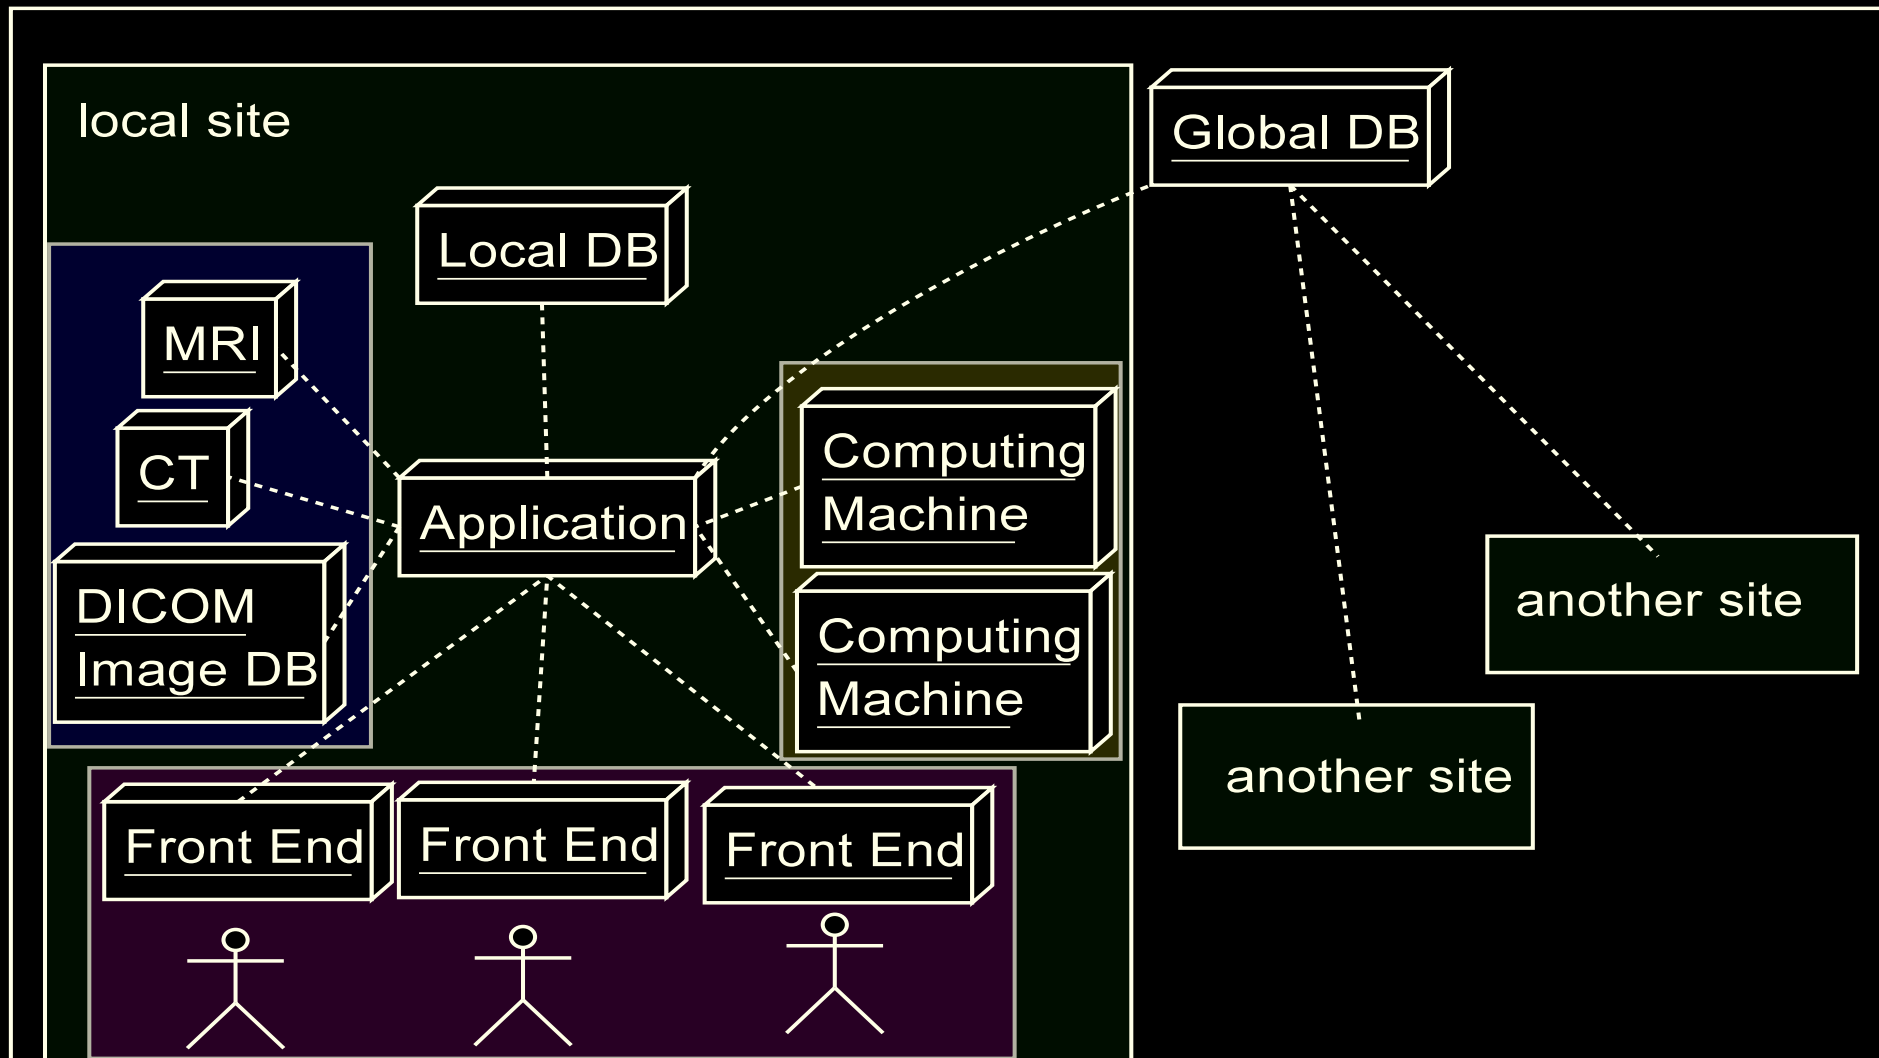 local site
Global DB
Local DB
MRI
CT
DICOM
Image DB
Application
Computing
Machine
Computing
Machine
another site
another site
Front End
Front End
Front End